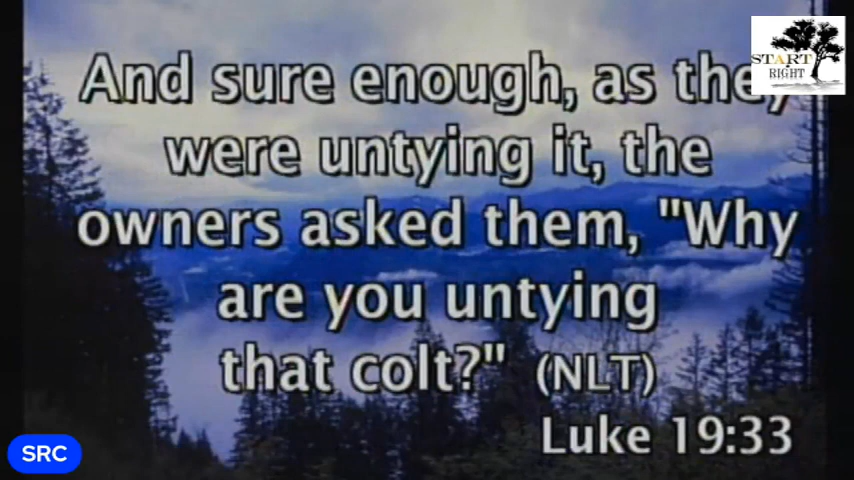 And sure enough, as they
were untying it, the
owners asked them, "Why
are you untying
that colt?" (NLT)
Luke 19:33
START
RIGHT
SRC